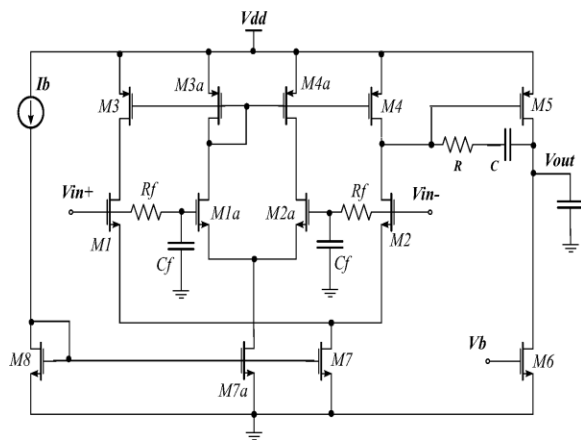 Vdd
Ib
M3
M3a
M4a
M4
M5
R
C
Vout
Vin+
Rf
M1a
M2a
Rf
Vin-
M1
Cf
Cf
M2
M8
M7a
M7
Vb
M6